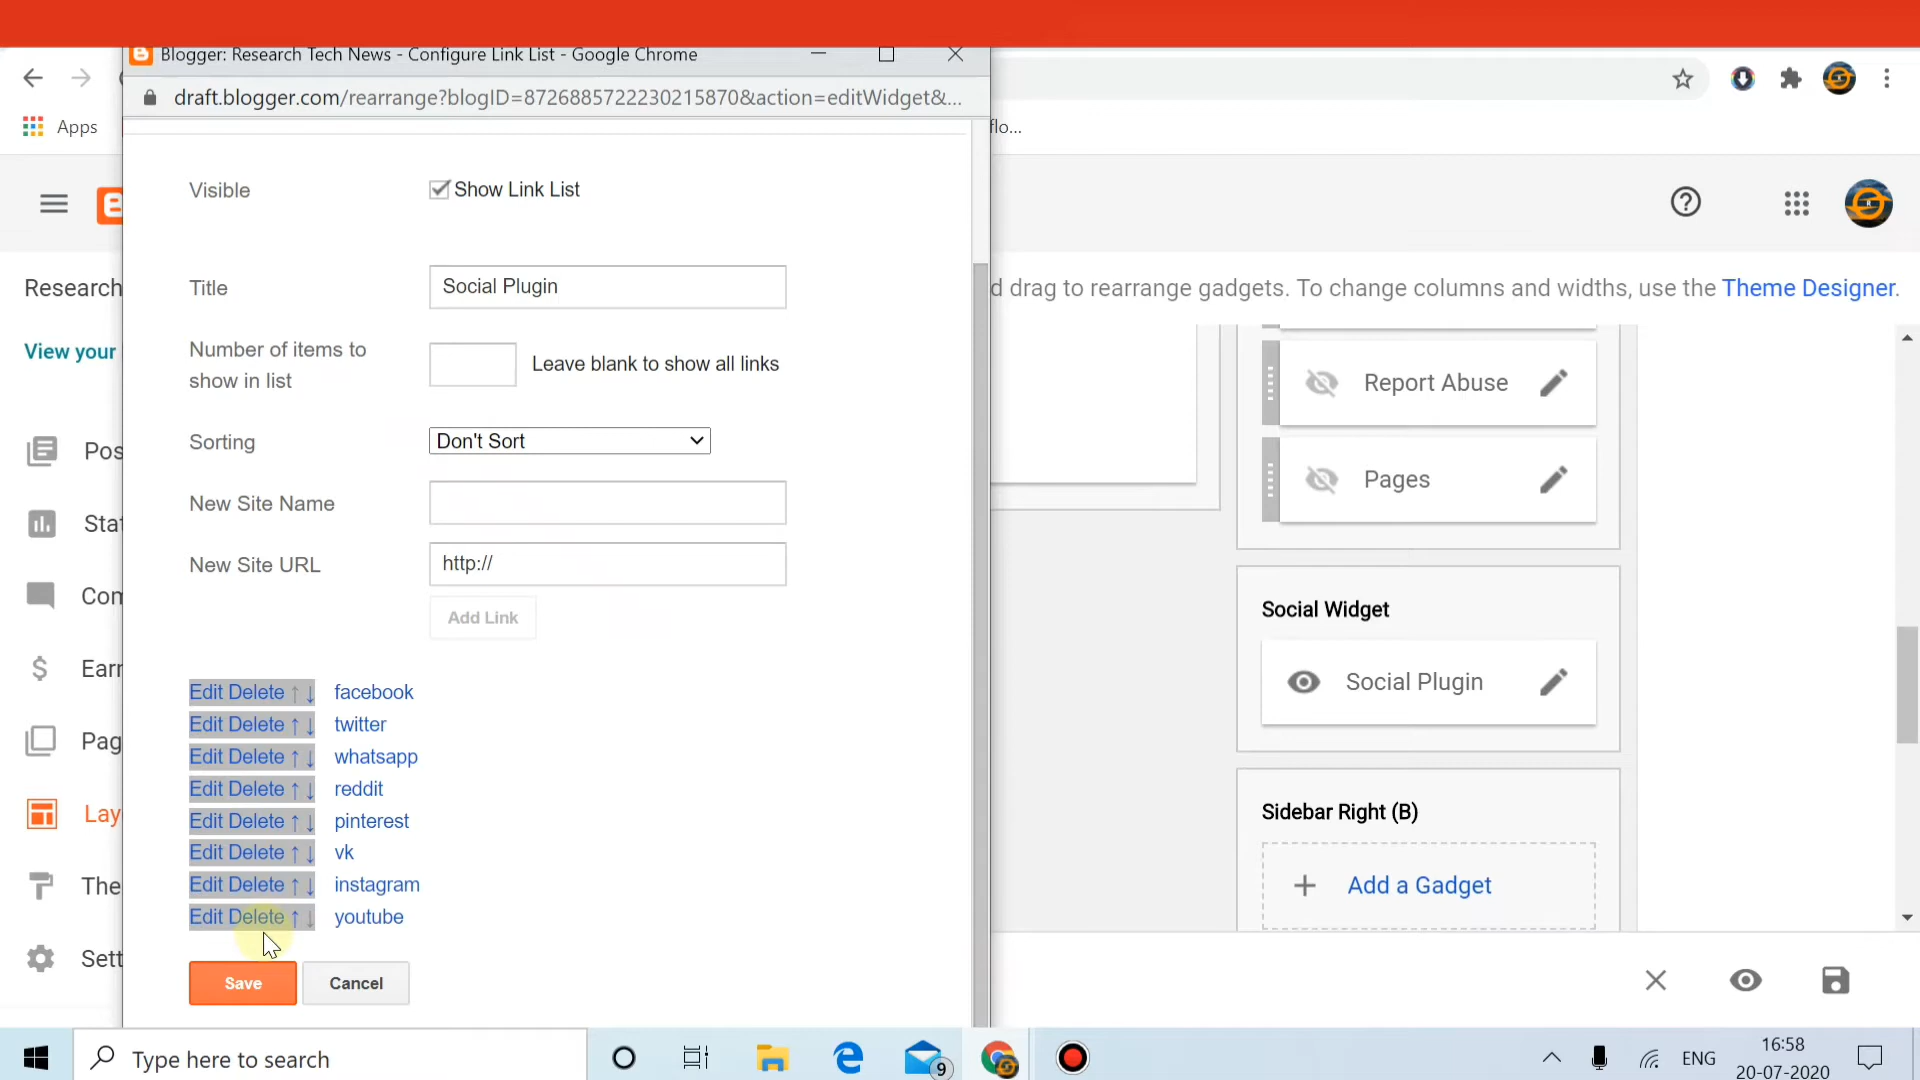 Blogger: Research Tech News - Configure Link List - Google Chrome
draft.blogger.com/rearrange?blogID=8726885722230215870&action=editWidget&...
Apps
flo...
Visible
Show Link List
Title
Social Plugin
Number of items to
show in list
Leave blank to show all links
Sorting
Don't Sort
New Site Name
New Site URL
http://
Add Link
Edit Delete ↑ ↓ facebook
Edit Delete ↑ ↓ twitter
Edit Delete ↑ ↓ whatsapp
Edit Delete ↑ ↓ reddit
Edit Delete ↑ ↓ pinterest
Edit Delete ↑ ↓ vk
Edit Delete ↑ ↓ instagram
Edit Delete ↑ ↓ youtube
Save
Cancel
Research
View your
Pos
Stat
Com
Earr
Pag
Lay
The
Sett
d drag to rearrange gadgets. To change columns and widths, use the Theme Designer.
Report Abuse
Pages
Social Widget
Social Plugin
Sidebar Right (B)
+ Add a Gadget
Type here to search
9
ENG
16:58
20-07-2020